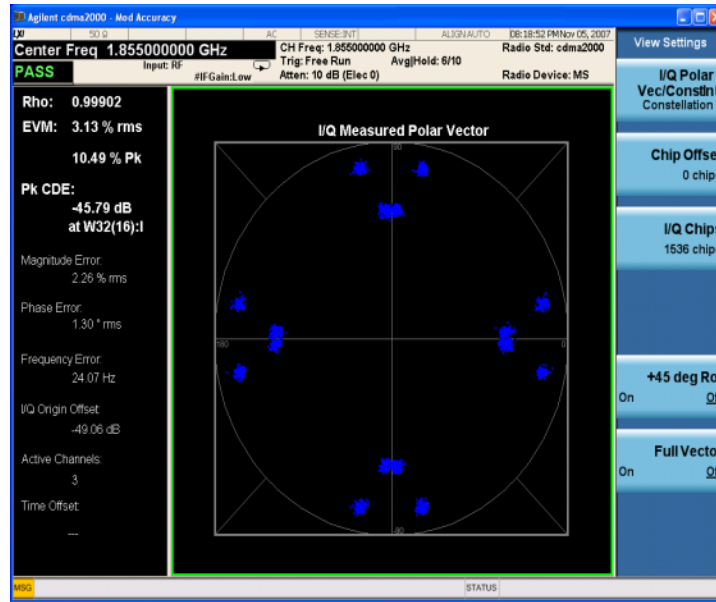 Agilent cdma2000 - Mod Accuracy
LXI 50 Ω AC SENSE:INT ALIGN AUTO 08:18:52 PM Nov 05, 2007
Center Freq 1.855000000 GHz
PASS
Input: RF
#IFGain:Low
CH Freq: 1.855000000 GHz
Trig: Free Run Avg|Hold: 6/10
Atten: 10 dB (Elec 0)
Radio Std: cdma2000
Radio Device: MS
Rho: 0.99902
EVM: 3.13 % rms
10.49 % Pk
Pk CDE:
-45.79 dB
at W32(16):I
Magnitude Error:
2.26 % rms
Phase Error:
1.30 ° rms
Frequency Error:
24.07 Hz
I/Q Origin Offset:
-49.06 dB
Active Channels:
3
Time Offset:
---
I/Q Measured Polar Vector
90
180
0
-90
View Settings
I/Q Polar
Vec/Constln
Constellation
Chip Offse
0 chip
I/Q Chips
1536 chip
+45 deg Ro
On Of
Full Vecto
On Of
MSG STATUS